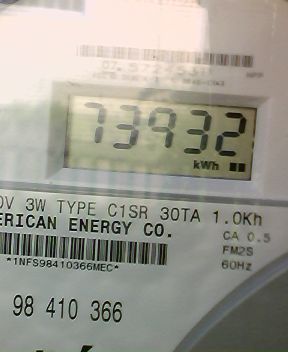 73932
kWh
0V 3W TYPE C1SR 30TA 1.0Kh
ERICAN ENERGY CO.
CA 0.5
FM2S
*1NFS98410366MEC*
60Hz
98 410 366